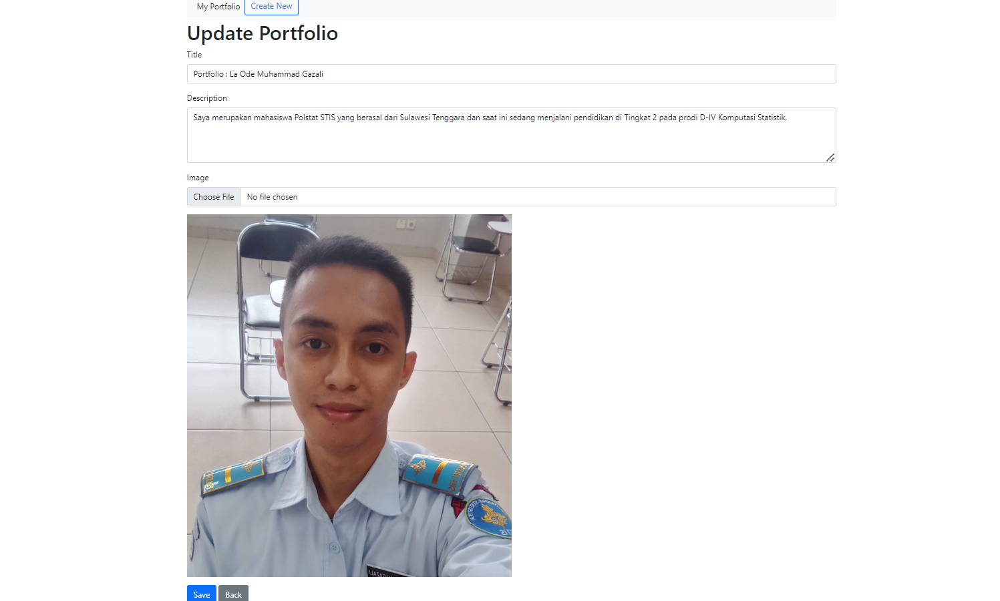 My Portfolio Create New
Update Portfolio
Title
Portfolio : La Ode Muhammad Gazali
Description
Saya merupakan mahasiswa Polstat STIS yang berasal dari Sulawesi Tenggara dan saat ini sedang menjalani pendidikan di Tingkat 2 pada prodi D-IV Komputasi Statistik.
Image
Choose File No file chosen
GAZALI
Save Back